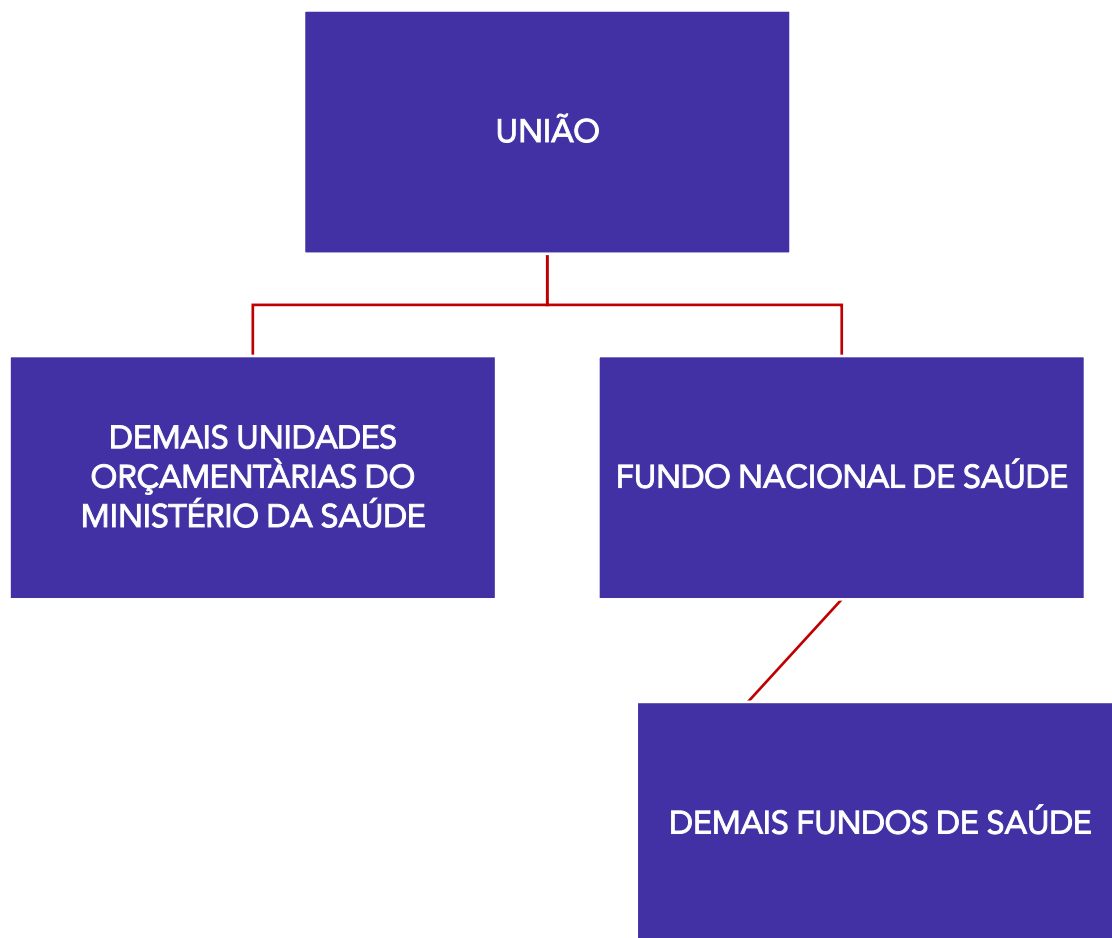 UNIÃO
DEMAIS UNIDADES
ORÇAMENTÀRIAS DO
MINISTÉRIO DA SAÚDE
FUNDO NACIONAL DE SAÚDE
DEMAIS FUNDOS DE SAÚDE